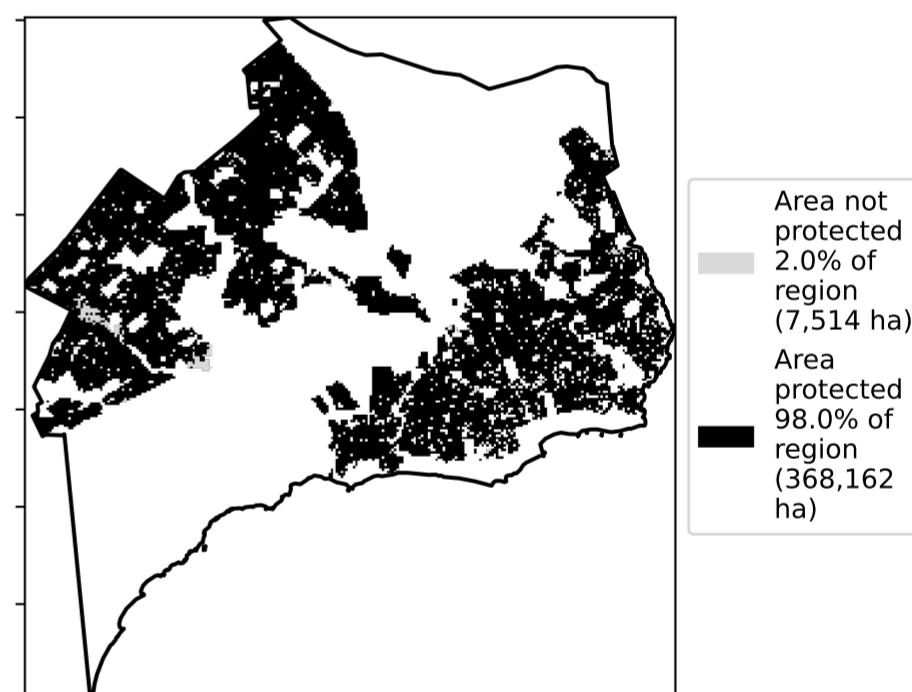 Area not
protected
2.0% of
region
(7,514 ha)
Area
protected
98.0% of
region
(368,162
ha)